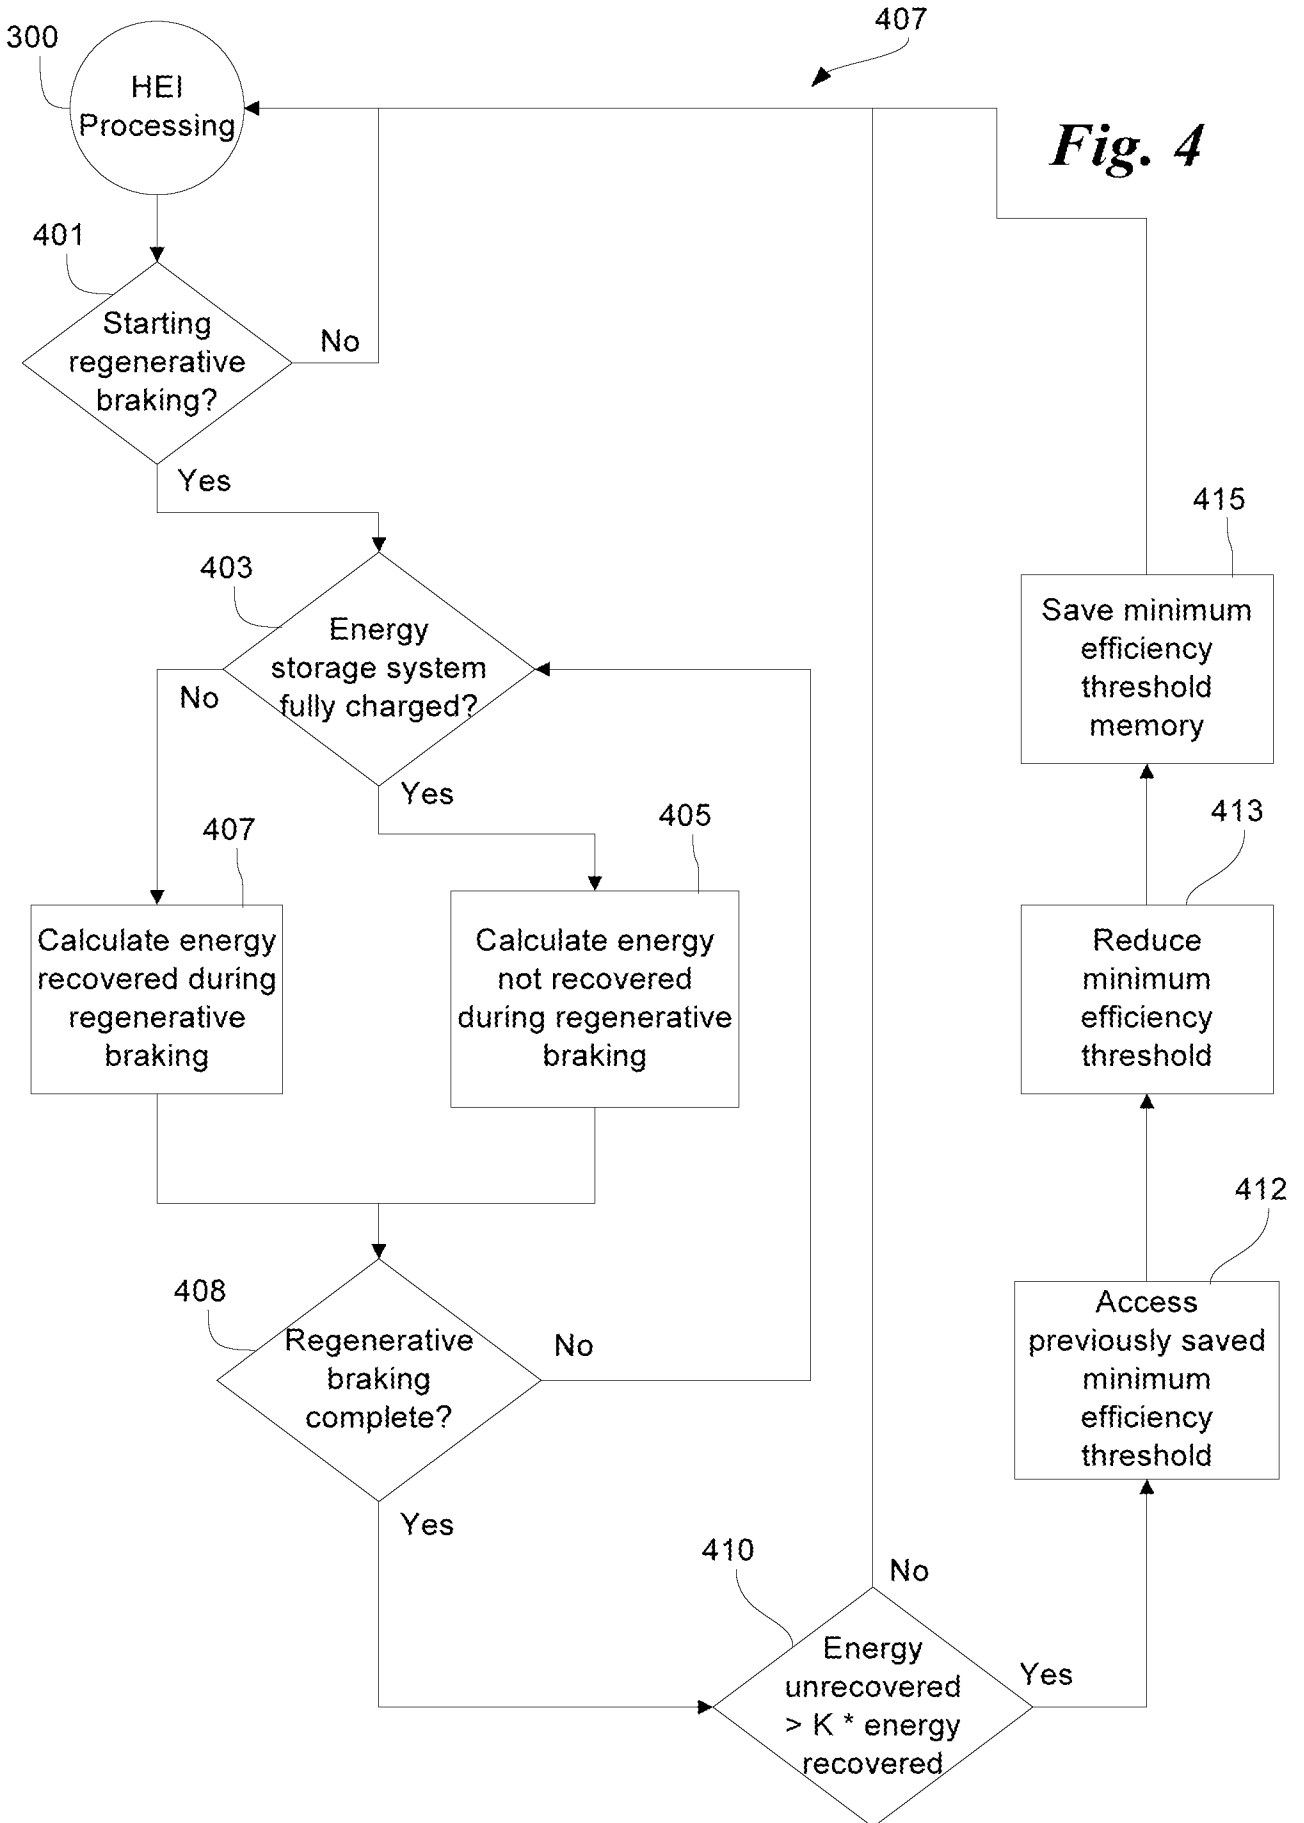 300
HEI
Processing
407
Fig. 4
401
Starting
regenerative
braking?
No
Yes
403
Energy
storage system
fully charged?
No
Yes
407
Calculate energy
recovered during
regenerative
braking
405
Calculate energy
not recovered
during regenerative
braking
408
Regenerative
braking
complete?
No
Yes
410
Energy
unrecovered
> K * energy
recovered
No
Yes
412
Access
previously saved
minimum
efficiency
threshold
413
Reduce
minimum
efficiency
threshold
415
Save minimum
efficiency
threshold
memory